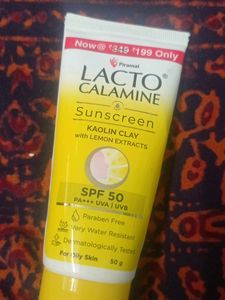 Now@ ₹349 ₹199 Only
Piramal
LACTO
CALAMINE
Sunscreen
KAOLIN CLAY
with LEMON EXTRACTS
SPF 50
PA+++ UVA | UVB
Paraben Free
Very Water Resistant
Dermatologically Tested
For Oily Skin 50 g